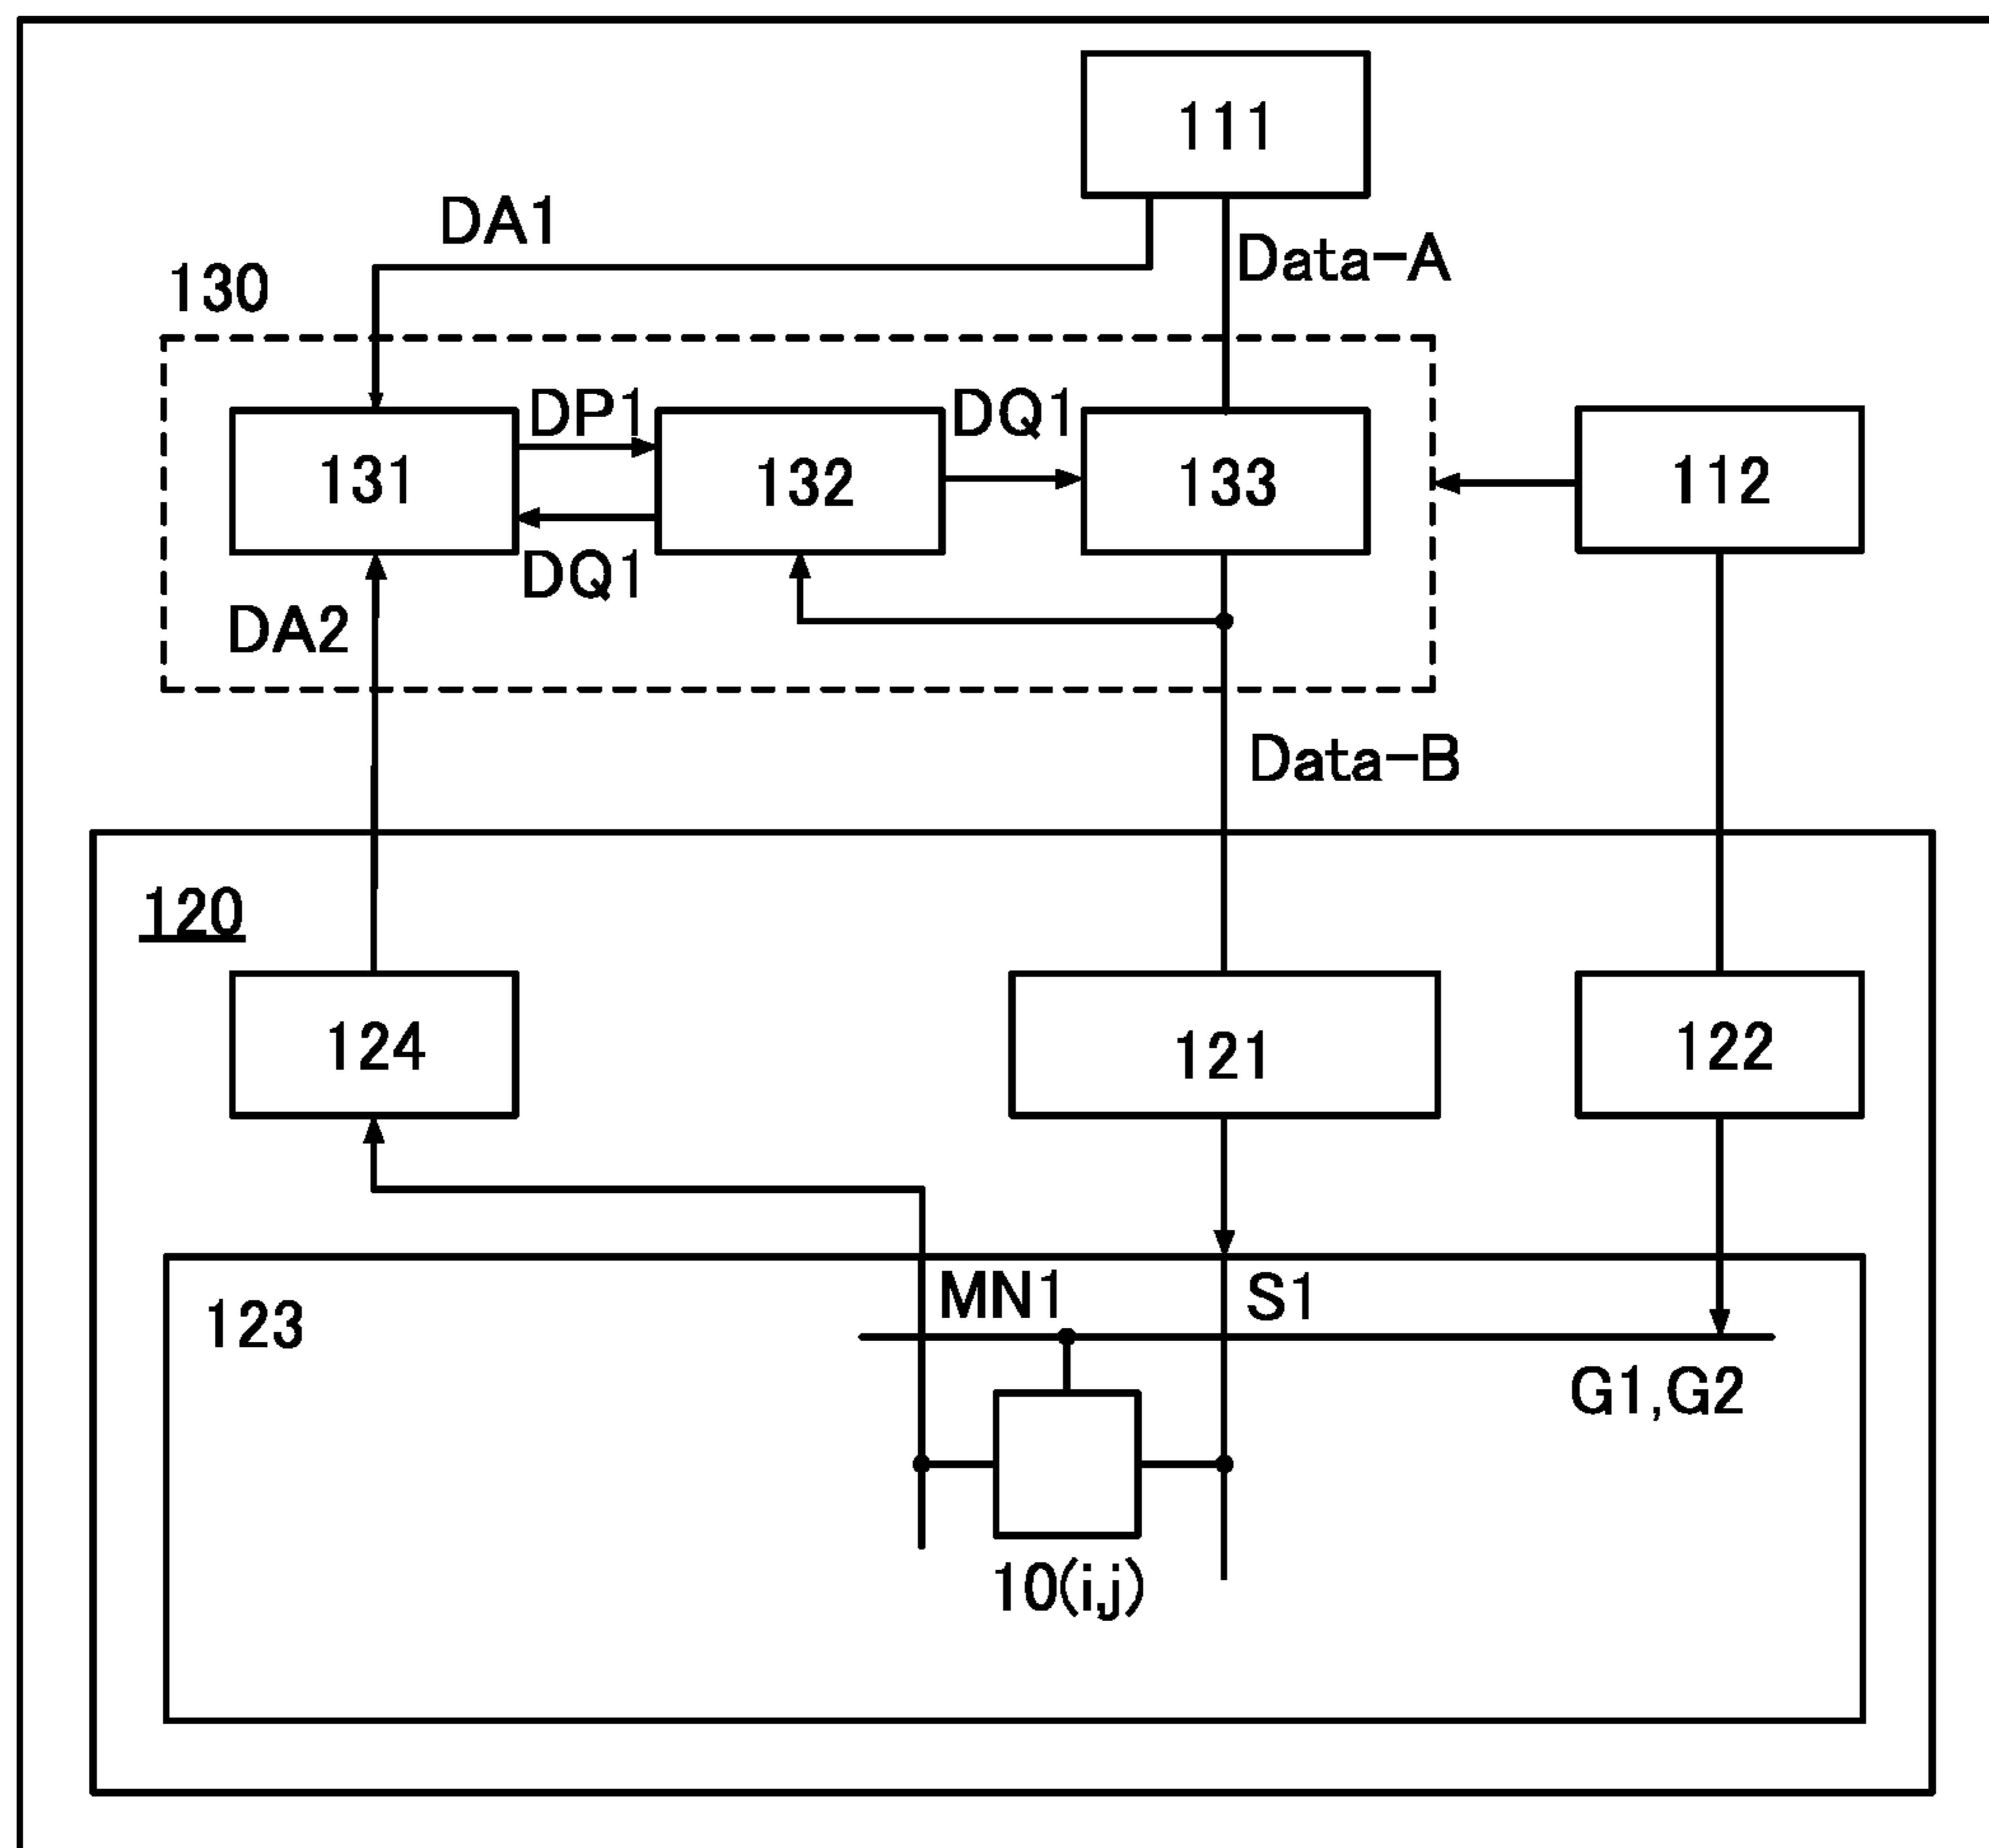 111
DA1
Data-A
130
DP1
DQ1
131
132
133
112
DQ1
DA2
Data-B
120
124
121
122
MN1
S1
123
G1,G2
10(i,j)